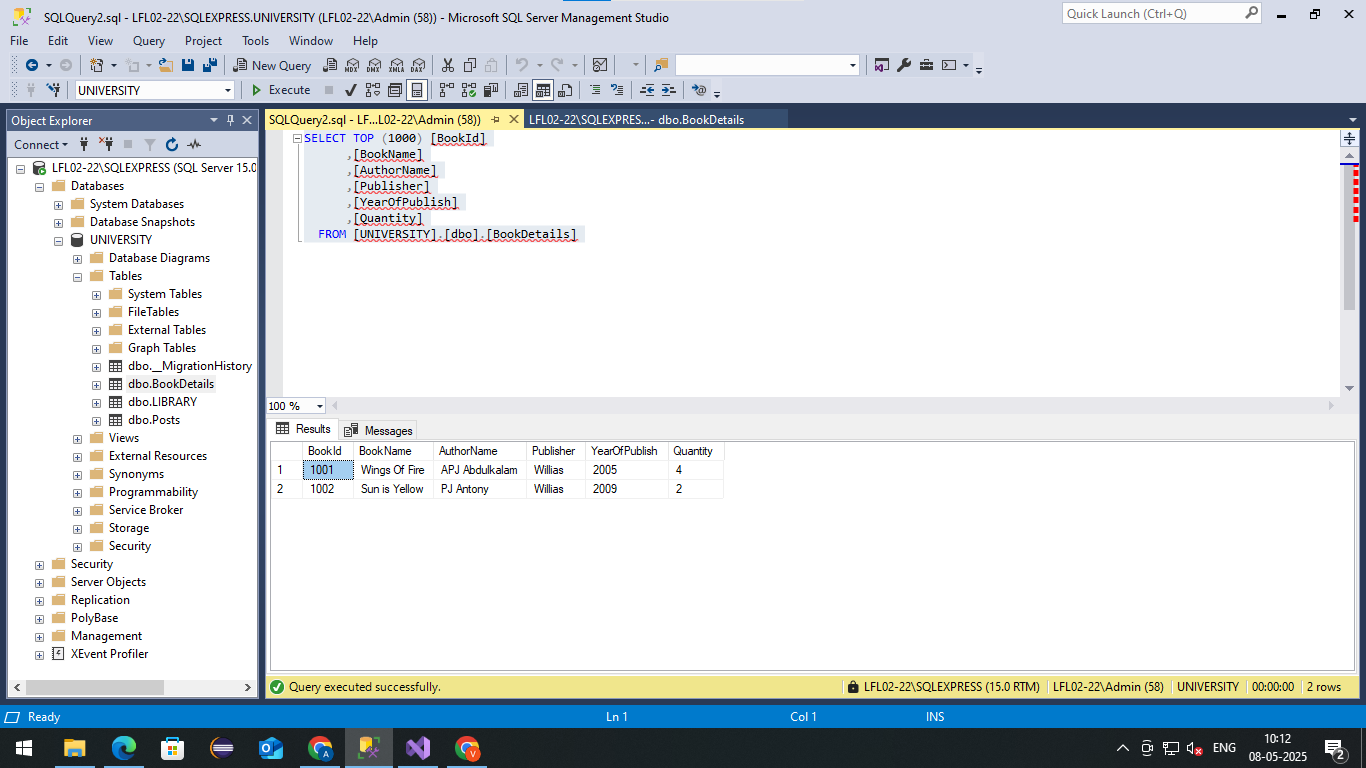 SQLQuery2.sql - LFL02-22\SQLEXPRESS.UNIVERSITY (LFL02-22\Admin (58)) - Microsoft SQL Server Management Studio
Quick Launch (Ctrl+Q)
File Edit View Query Project Tools Window Help
New Query MDX DMX XMLA DAX
UNIVERSITY Execute
Object Explorer
Connect
LFL02-22\SQLEXPRESS (SQL Server 15.0
Databases
System Databases
Database Snapshots
UNIVERSITY
Database Diagrams
Tables
System Tables
FileTables
External Tables
Graph Tables
dbo.__MigrationHistory
dbo.BookDetails
dbo.LIBRARY
dbo.Posts
Views
External Resources
Synonyms
Programmability
Service Broker
Storage
Security
Security
Server Objects
Replication
PolyBase
Management
XEvent Profiler
SQLQuery2.sql - LF...L02-22\Admin (58)) LFL02-22\SQLEXPRES...- dbo.BookDetails
SELECT TOP (1000) [BookId]
,[BookName]
,[AuthorName]
,[Publisher]
,[YearOfPublish]
,[Quantity]
FROM [UNIVERSITY].[dbo].[BookDetails]
100 %
Results Messages
BookId BookName AuthorName Publisher YearOfPublish Quantity
1 1001 Wings Of Fire APJ Abdulkalam Willias 2005 4
2 1002 Sun is Yellow PJ Antony Willias 2009 2
Query executed successfully. LFL02-22\SQLEXPRESS (15.0 RTM) LFL02-22\Admin (58) UNIVERSITY 00:00:00 2 rows
Ready Ln 1 Col 1 INS
A V ENG 10:12
08-05-2025 2